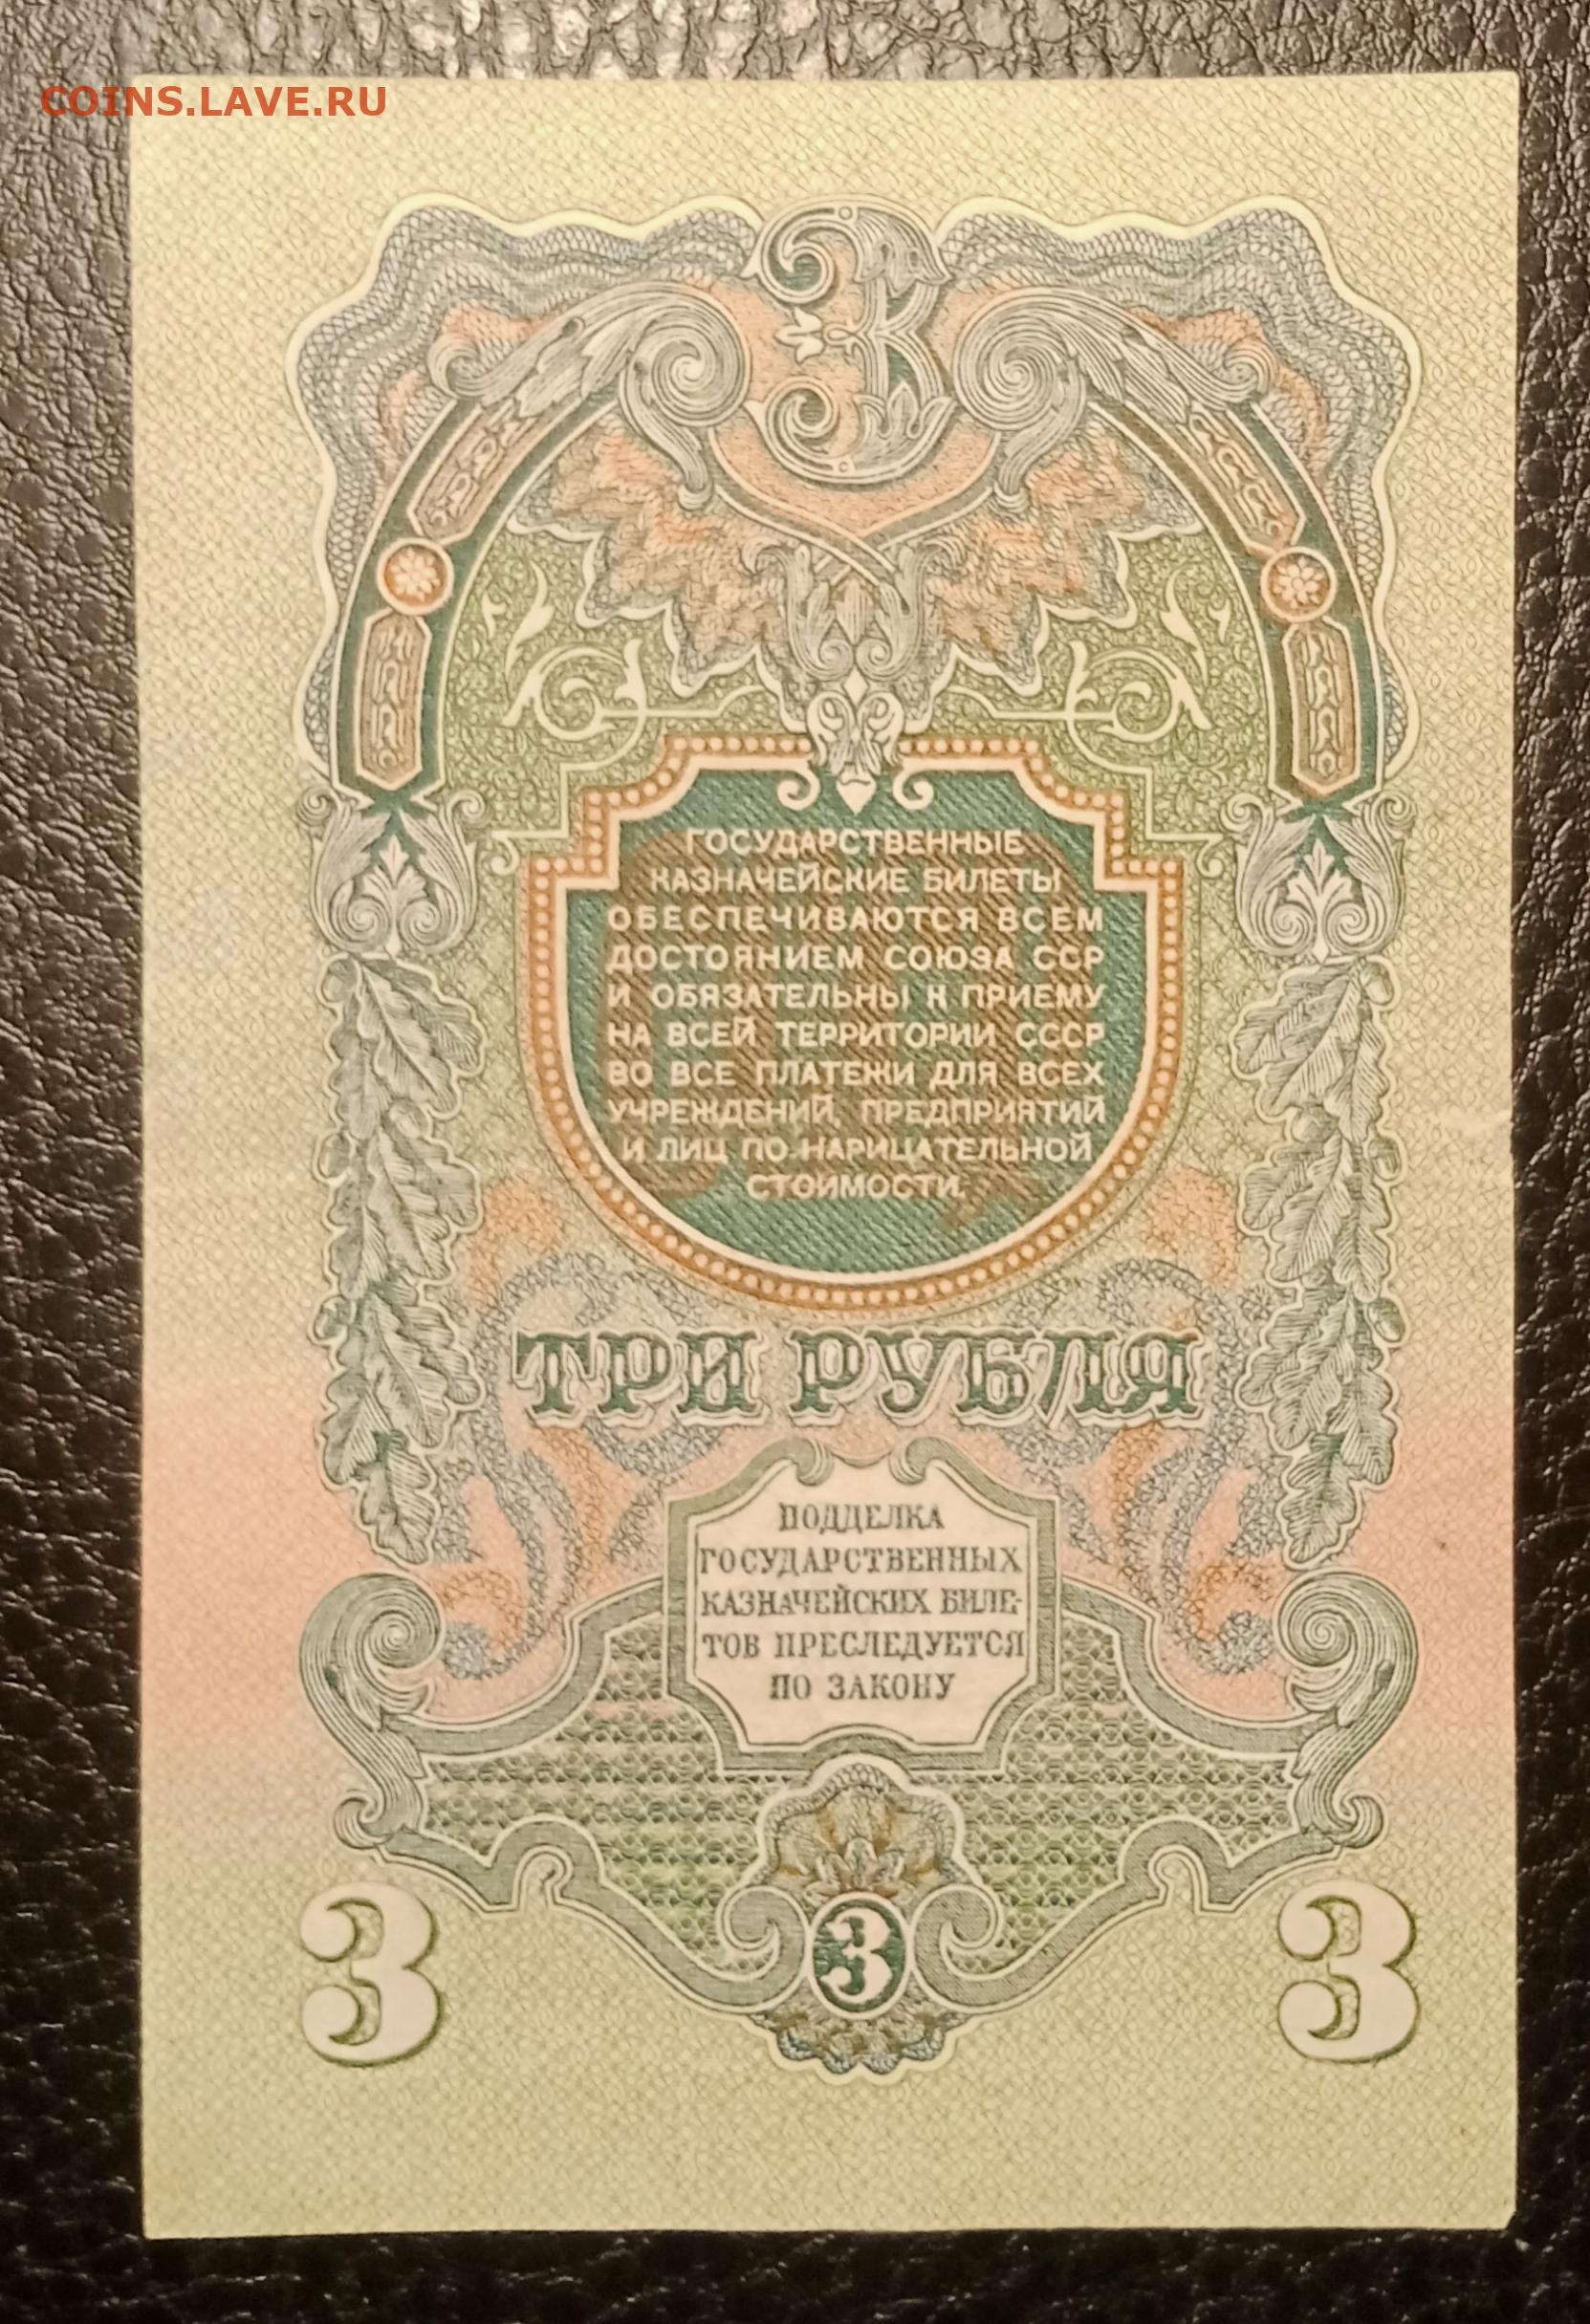 COINS.LAVE.RU
3
ГОСУДАРСТВЕННЫЕ
КАЗНАЧЕЙСКИЕ БИЛЕТЫ
ОБЕСПЕЧИВАЮТСЯ ВСЕМ
ДОСТОЯНИЕМ СОЮЗА ССР
И ОБЯЗАТЕЛЬНЫ К ПРИЕМУ
НА ВСЕЙ ТЕРРИТОРИИ СССР
ВО ВСЕ ПЛАТЕЖИ ДЛЯ ВСЕХ
УЧРЕЖДЕНИЙ, ПРЕДПРИЯТИЙ
И ЛИЦ ПО НАРИЦАТЕЛЬНОЙ
СТОИМОСТИ.
ТРИ РУБЛЯ
ПОДДЕЛКА
ГОСУДАРСТВЕННЫХ
КАЗНАЧЕЙСКИХ БИЛЕ-
ТОВ ПРЕСЛЕДУЕТСЯ
ПО ЗАКОНУ
3 3 3